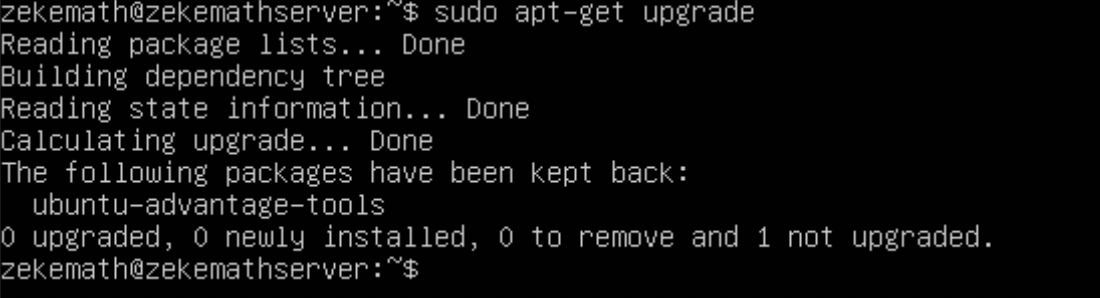 zekemath@zekemathserver:~$ sudo apt-get upgrade
Reading package lists... Done
Building dependency tree
Reading state information... Done
Calculating upgrade... Done
The following packages have been kept back:
  ubuntu-advantage-tools
0 upgraded, 0 newly installed, 0 to remove and 1 not upgraded.
zekemath@zekemathserver:~$